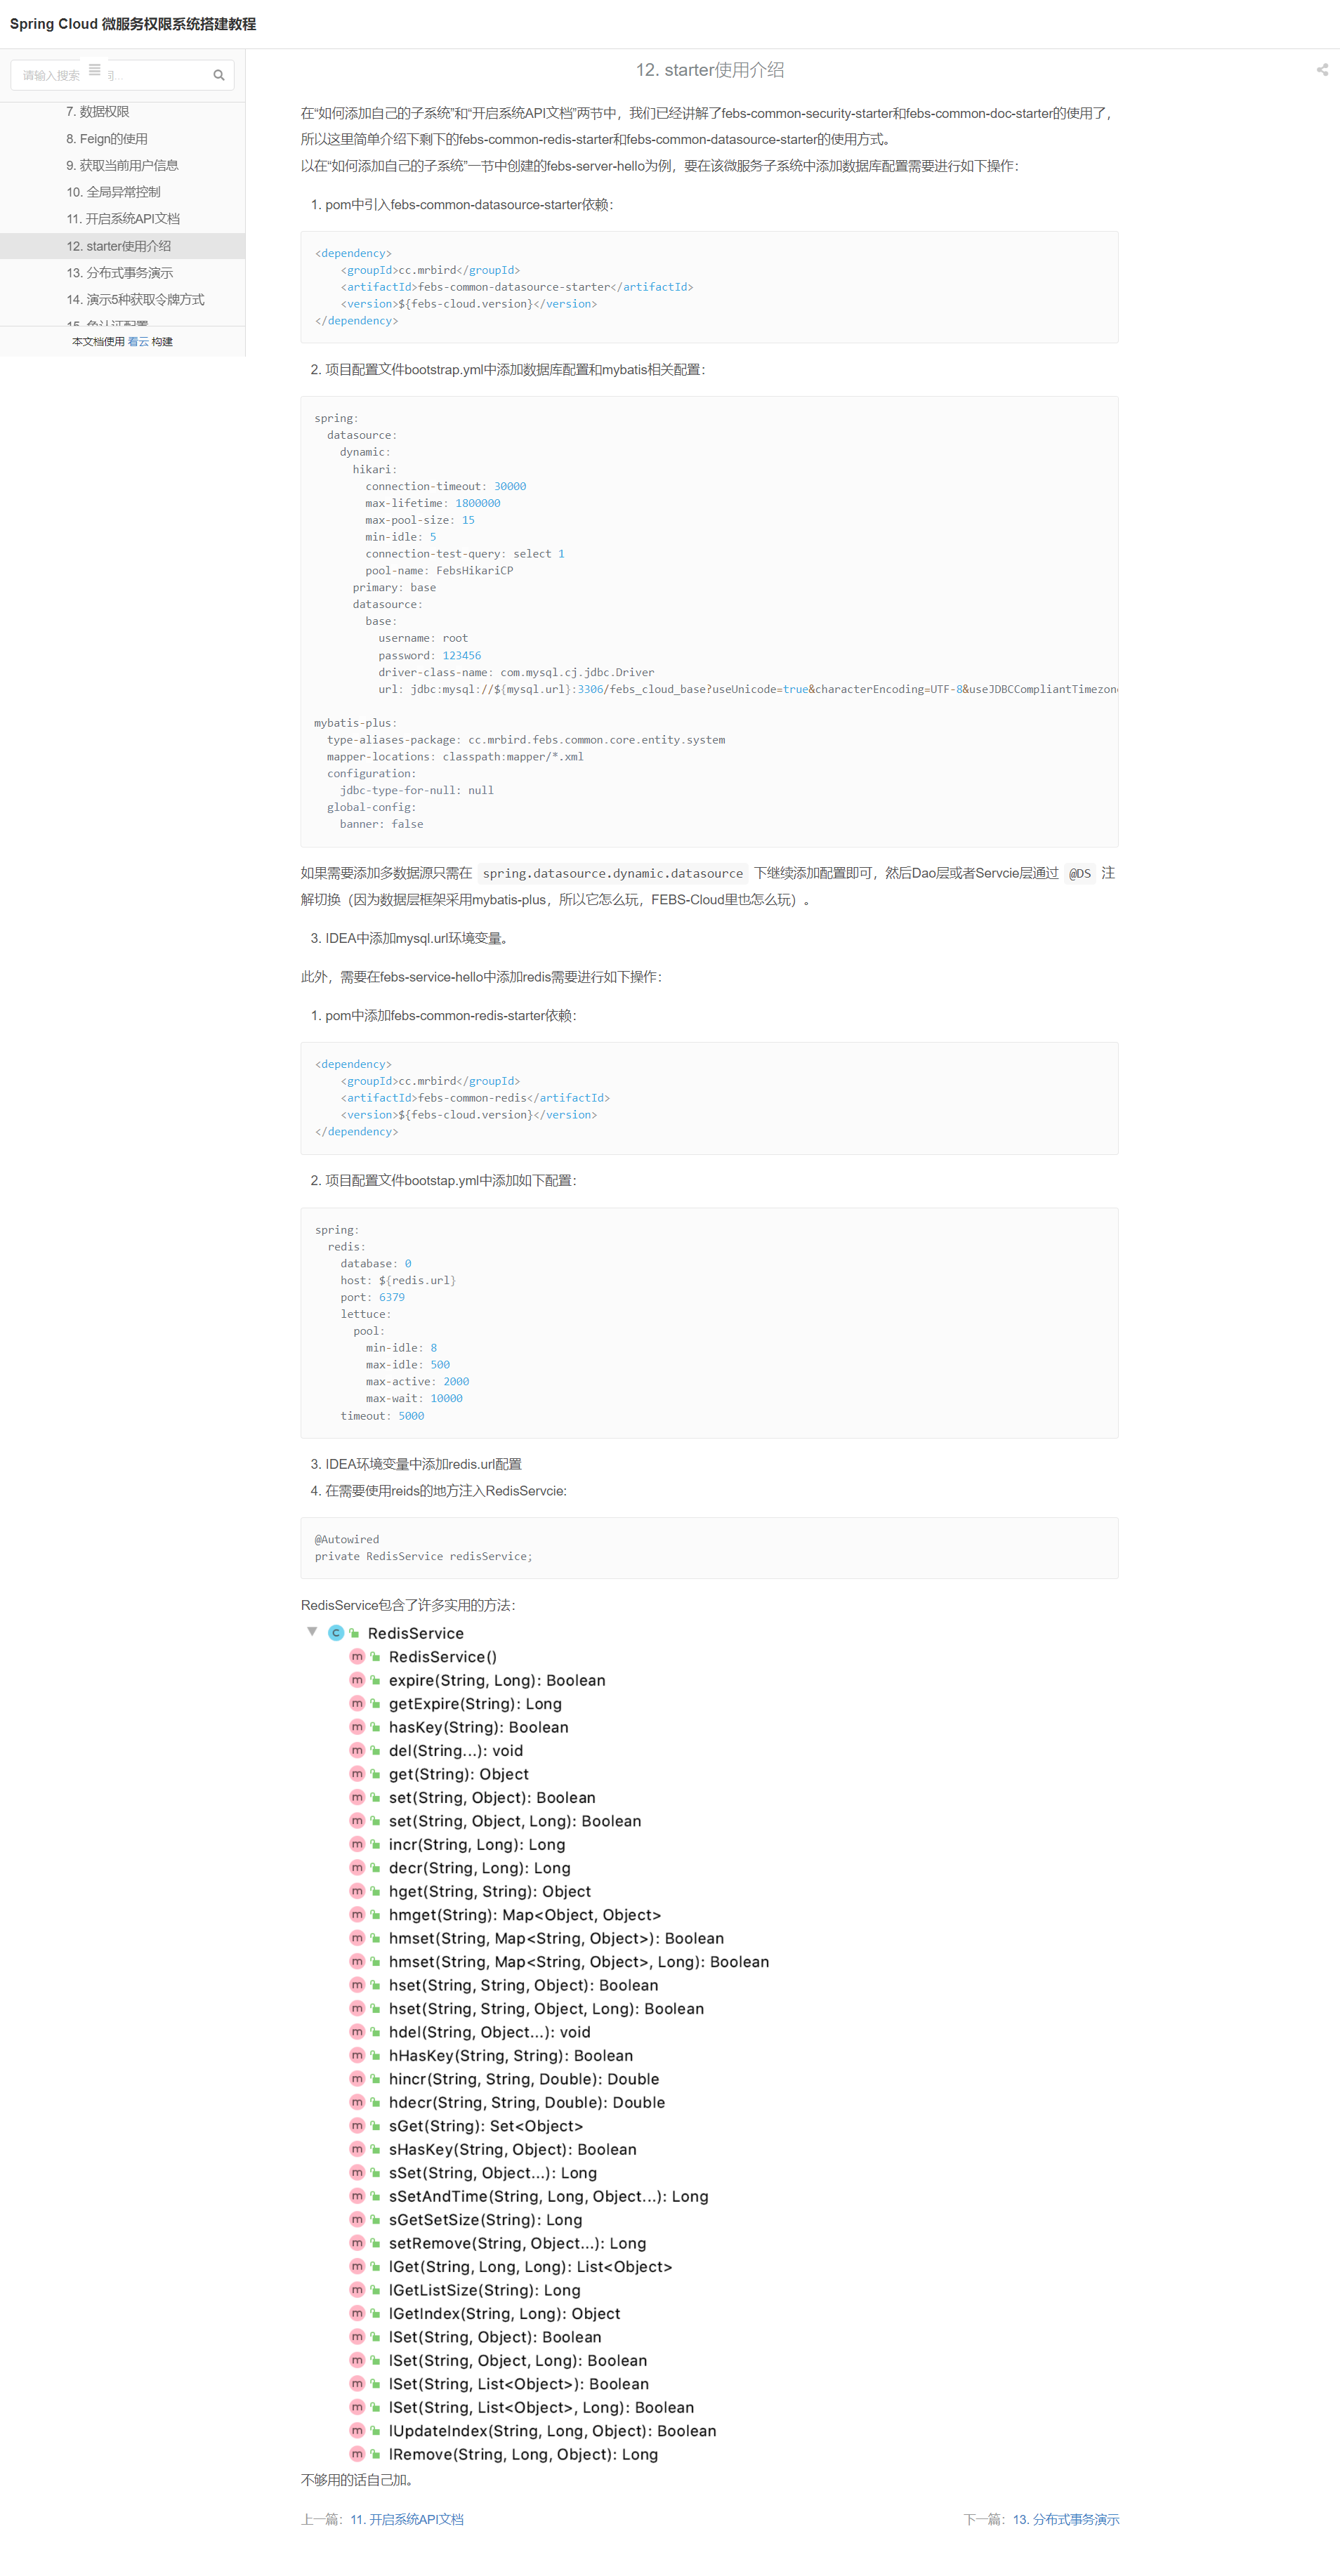 Spring Cloud 微服务权限系统搭建教程
请输入搜索
词...
7. 数据权限
8. Feign的使用
9. 获取当前用户信息
10. 全局异常控制
11. 开启系统API文档
12. starter使用介绍
13. 分布式事务演示
14. 演示5种获取令牌方式
15. 免认证配置
本文档使用 看云 构建
12. starter使用介绍
在“如何添加自己的子系统”和“开启系统API文档”两节中，我们已经讲解了febs-common-security-starter和febs-common-doc-starter的使用了，
所以这里简单介绍下剩下的febs-common-redis-starter和febs-common-datasource-starter的使用方式。
以在“如何添加自己的子系统”一节中创建的febs-server-hello为例，要在该微服务子系统中添加数据库配置需要进行如下操作：
1. pom中引入febs-common-datasource-starter依赖：
<dependency>
    <groupId>cc.mrbird</groupId>
    <artifactId>febs-common-datasource-starter</artifactId>
    <version>${febs-cloud.version}</version>
</dependency>
2. 项目配置文件bootstrap.yml中添加数据库配置和mybatis相关配置：
spring:
  datasource:
    dynamic:
      hikari:
        connection-timeout: 30000
        max-lifetime: 1800000
        max-pool-size: 15
        min-idle: 5
        connection-test-query: select 1
        pool-name: FebsHikariCP
      primary: base
      datasource:
        base:
          username: root
          password: 123456
          driver-class-name: com.mysql.cj.jdbc.Driver
          url: jdbc:mysql://${mysql.url}:3306/febs_cloud_base?useUnicode=true&characterEncoding=UTF-8&useJDBCCompliantTimezone
mybatis-plus:
  type-aliases-package: cc.mrbird.febs.common.core.entity.system
  mapper-locations: classpath:mapper/*.xml
  configuration:
    jdbc-type-for-null: null
  global-config:
    banner: false
如果需要添加多数据源只需在 spring.datasource.dynamic.datasource 下继续添加配置即可，然后Dao层或者Servcie层通过 @DS 注
解切换（因为数据层框架采用mybatis-plus，所以它怎么玩，FEBS-Cloud里也怎么玩）。
3. IDEA中添加mysql.url环境变量。
此外，需要在febs-service-hello中添加redis需要进行如下操作：
1. pom中添加febs-common-redis-starter依赖：
<dependency>
    <groupId>cc.mrbird</groupId>
    <artifactId>febs-common-redis</artifactId>
    <version>${febs-cloud.version}</version>
</dependency>
2. 项目配置文件bootstap.yml中添加如下配置：
spring:
  redis:
    database: 0
    host: ${redis.url}
    port: 6379
    lettuce:
      pool:
        min-idle: 8
        max-idle: 500
        max-active: 2000
        max-wait: 10000
    timeout: 5000
3. IDEA环境变量中添加redis.url配置
4. 在需要使用reids的地方注入RedisServcie:
@Autowired
private RedisService redisService;
RedisService包含了许多实用的方法：
C RedisService
m RedisService()
m expire(String, Long): Boolean
m getExpire(String): Long
m hasKey(String): Boolean
m del(String...): void
m get(String): Object
m set(String, Object): Boolean
m set(String, Object, Long): Boolean
m incr(String, Long): Long
m decr(String, Long): Long
m hget(String, String): Object
m hmget(String): Map<Object, Object>
m hmset(String, Map<String, Object>): Boolean
m hmset(String, Map<String, Object>, Long): Boolean
m hset(String, String, Object): Boolean
m hset(String, String, Object, Long): Boolean
m hdel(String, Object...): void
m hHasKey(String, String): Boolean
m hincr(String, String, Double): Double
m hdecr(String, String, Double): Double
m sGet(String): Set<Object>
m sHasKey(String, Object): Boolean
m sSet(String, Object...): Long
m sSetAndTime(String, Long, Object...): Long
m sGetSetSize(String): Long
m setRemove(String, Object...): Long
m lGet(String, Long, Long): List<Object>
m lGetListSize(String): Long
m lGetIndex(String, Long): Object
m lSet(String, Object): Boolean
m lSet(String, Object, Long): Boolean
m lSet(String, List<Object>): Boolean
m lSet(String, List<Object>, Long): Boolean
m lUpdateIndex(String, Long, Object): Boolean
m lRemove(String, Long, Object): Long
不够用的话自己加。
上一篇：11. 开启系统API文档
下一篇：13. 分布式事务演示